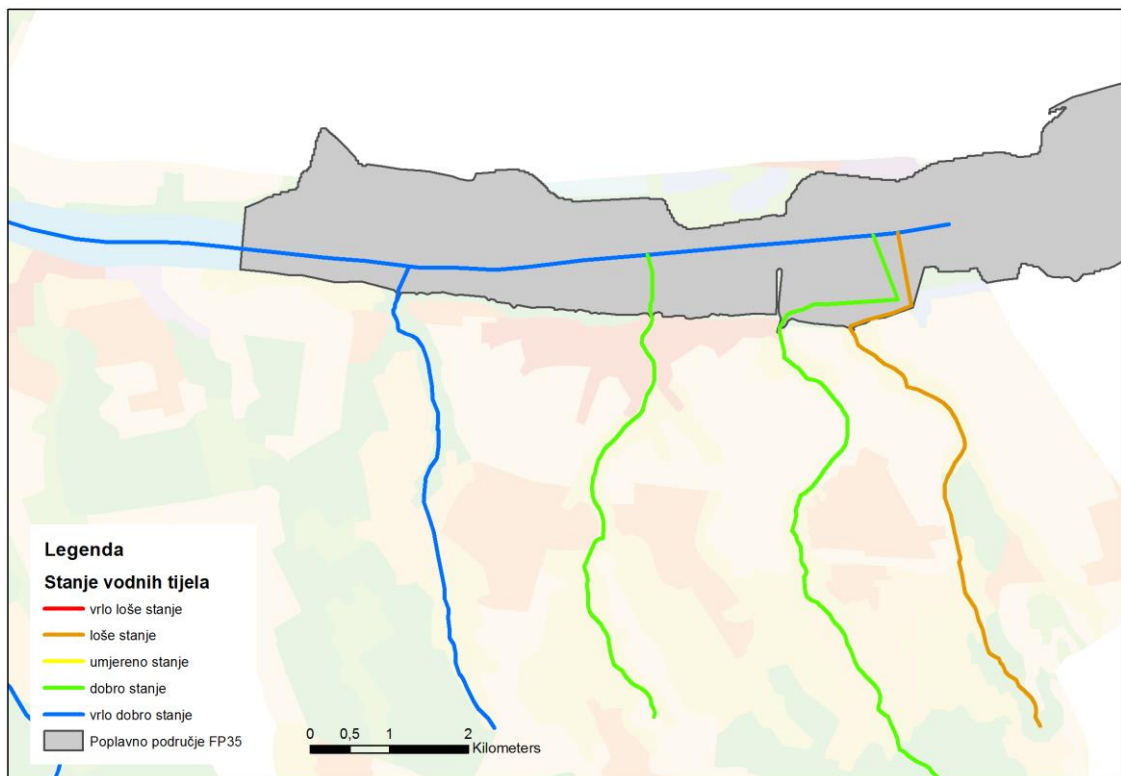 Legenda
Stanje vodnih tijela
vrlo loše stanje
loše stanje
umjereno stanje
dobro stanje
vrlo dobro stanje
Poplavno područje FP35
0 0,5 1 2
Kilometers